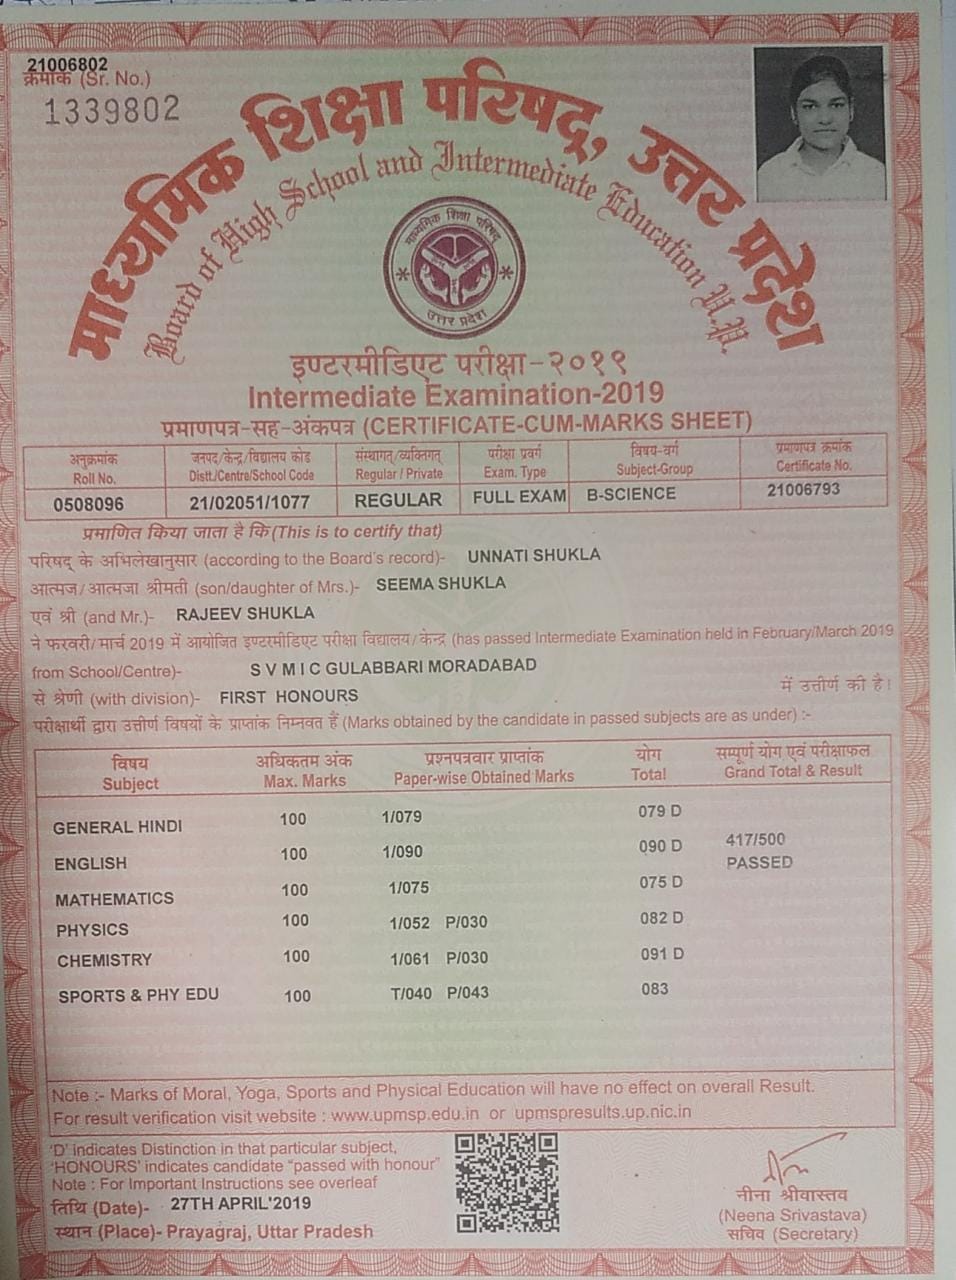 21006802
क्रमांक (Sr. No.)
1339802
माध्यमिक शिक्षा परिषद्, उत्तर प्रदेश
Board of High School and Intermediate Education U.P.
माध्यमिक शिक्षा परिषद्
उत्तर प्रदेश
इण्टरमीडिएट परीक्षा-२०१९
Intermediate Examination-2019
प्रमाणपत्र-सह-अंकपत्र (CERTIFICATE-CUM-MARKS SHEET)
अनुक्रमांक जनपद/केन्द्र/विद्यालय कोड संस्थागत्/व्यक्तिगत् परीक्षा प्रवर्ग विषय-वर्ग प्रमाणपत्र क्रमांक
Roll No. Distt./Centre/School Code Regular / Private Exam. Type Subject-Group Certificate No.
0508096 21/02051/1077 REGULAR FULL EXAM B-SCIENCE 21006793
प्रमाणित किया जाता है कि (This is to certify that)
परिषद के अभिलेखानुसार (according to the Board's record)- UNNATI SHUKLA
आत्मज/आत्मजा श्रीमती (son/daughter of Mrs.)- SEEMA SHUKLA
एवं श्री (and Mr.)- RAJEEV SHUKLA
ने फरवरी/मार्च 2019 में आयोजित इण्टरमीडिएट परीक्षा विद्यालय/केन्द्र (has passed Intermediate Examination held in February/March 2019
from School/Centre)- S V M I C GULABBARI MORADABAD
से श्रेणी (with division)- FIRST HONOURS में उत्तीर्ण की है।
परीक्षार्थी द्वारा उत्तीर्ण विषयों के प्राप्तांक निम्नवत हैं (Marks obtained by the candidate in passed subjects are as under) :-
विषय अधिकतम अंक प्रश्नपत्रवार प्राप्तांक योग सम्पूर्ण योग एवं परीक्षाफल
Subject Max. Marks Paper-wise Obtained Marks Total Grand Total & Result
GENERAL HINDI 100 1/079 079 D
ENGLISH 100 1/090 090 D 417/500
PASSED
MATHEMATICS 100 1/075 075 D
PHYSICS 100 1/052 P/030 082 D
CHEMISTRY 100 1/061 P/030 091 D
SPORTS & PHY EDU 100 T/040 P/043 083
Note :- Marks of Moral, Yoga, Sports and Physical Education will have no effect on overall Result.
For result verification visit website : www.upmsp.edu.in or upmspresults.up.nic.in
'D' indicates Distinction in that particular subject,
'HONOURS' indicates candidate "passed with honour"
Note : For Important Instructions see overleaf
तिथि (Date)- 27TH APRIL'2019
स्थान (Place)- Prayagraj, Uttar Pradesh
नीना श्रीवास्तव
(Neena Srivastava)
सचिव (Secretary)